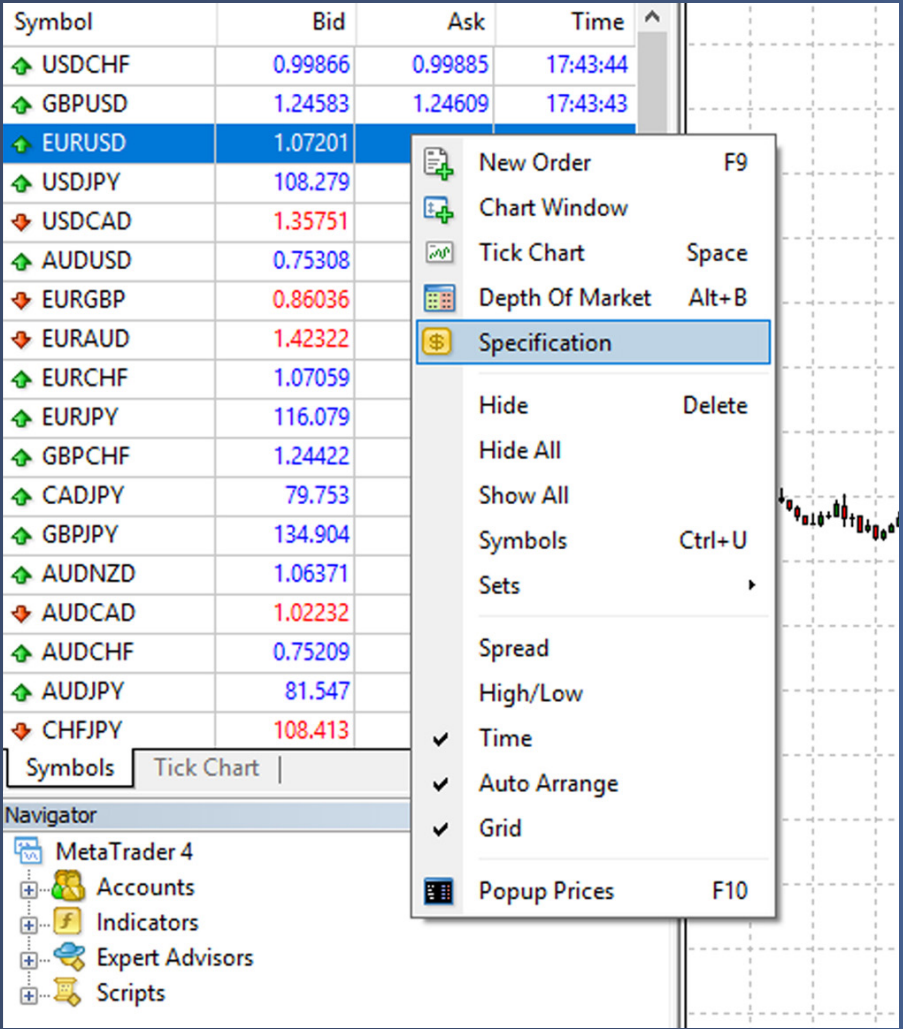 Symbol Bid Ask Time
USDCHF 0.99866 0.99885 17:43:44
GBPUSD 1.24583 1.24609 17:43:43
EURUSD 1.07201
USDJPY 108.279
USDCAD 1.35751
AUDUSD 0.75308
EURGBP 0.86036
EURAUD 1.42322
EURCHF 1.07059
EURJPY 116.079
GBPCHF 1.24422
CADJPY 79.753
GBPJPY 134.904
AUDNZD 1.06371
AUDCAD 1.02232
AUDCHF 0.75209
AUDJPY 81.547
CHFJPY 108.413
Symbols Tick Chart
New Order F9
Chart Window
Tick Chart Space
Depth Of Market Alt+B
Specification
Hide Delete
Hide All
Show All
Symbols Ctrl+U
Sets
Spread
High/Low
Time
Auto Arrange
Grid
Popup Prices F10
Navigator
MetaTrader 4
Accounts
Indicators
Expert Advisors
Scripts